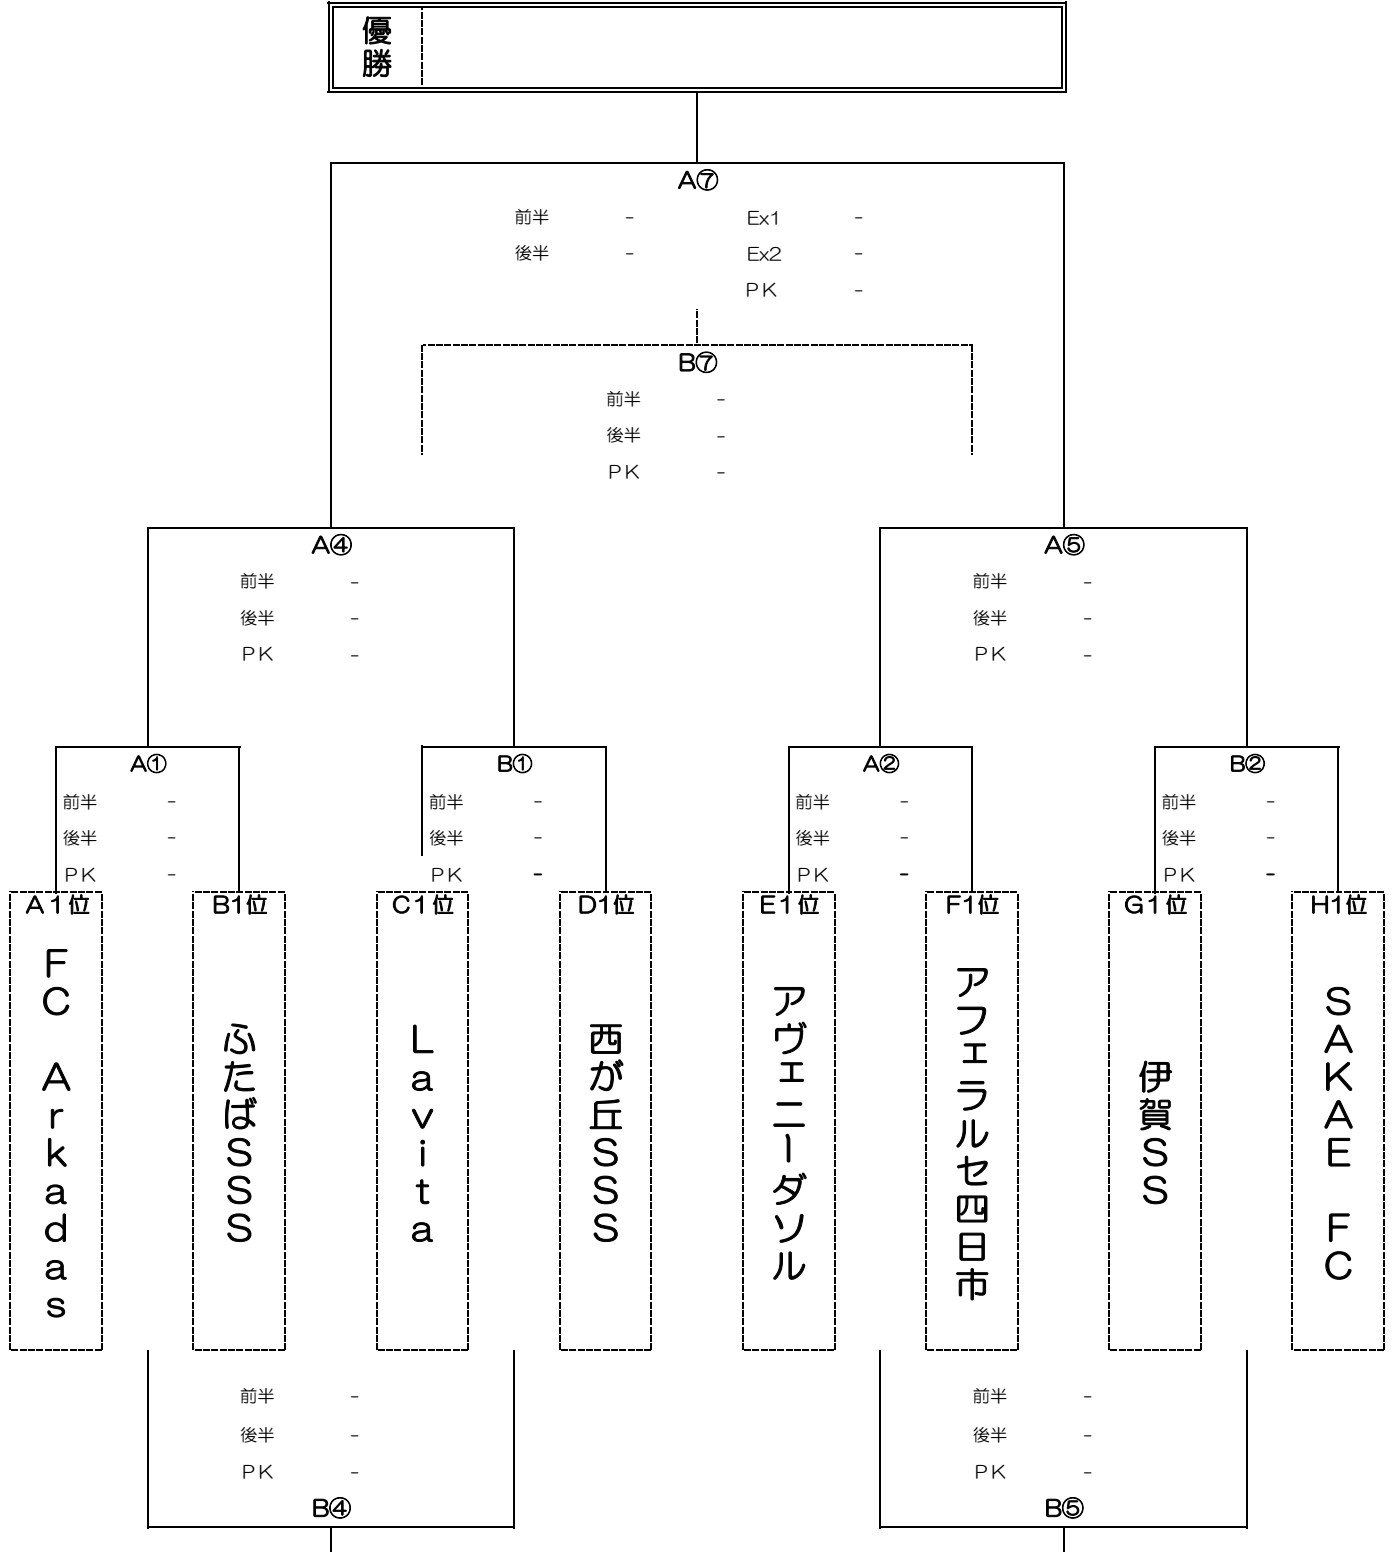 優勝
A⑦
前半 - Ex1 -
後半 - Ex2 -
PK -
B⑦
前半 -
後半 -
PK -
A④ A⑤
前半 - 前半 -
後半 - 後半 -
PK - PK -
A① B① A② B②
前半 - 前半 - 前半 - 前半 -
後半 - 後半 - 後半 - 後半 -
PK - PK - PK - PK -
A1位 B1位 C1位 D1位 E1位 F1位 G1位 H1位
FC Arkadas
ふたばSSS
Lavita
西が丘SSS
アヴェニーダソル
アフェラルセ四日市
伊賀SS
SAKAE FC
前半 - 前半 -
後半 - 後半 -
PK - PK -
B④ B⑤